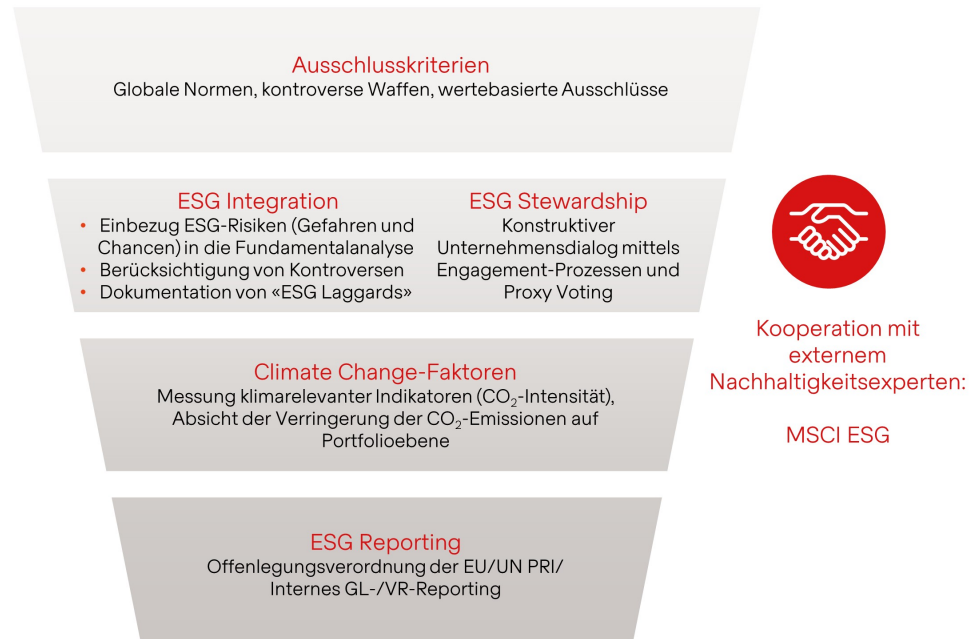 Ausschlusskriterien
Globale Normen, kontroverse Waffen, wertebasierte Ausschlüsse
ESG Integration
• Einbezug ESG-Risiken (Gefahren und
Chancen) in die Fundamentalanalyse
• Berücksichtigung von Kontroversen
• Dokumentation von «ESG Laggards»
ESG Stewardship
Konstruktiver
Unternehmensdialog mittels
Engagement-Prozessen und
Proxy Voting
Climate Change-Faktoren
Messung klimarelevanter Indikatoren (CO₂-Intensität),
Absicht der Verringerung der CO₂-Emissionen auf
Portfolioebene
ESG Reporting
Offenlegungsverordnung der EU/UN PRI/
Internes GL-/VR-Reporting
Kooperation mit
externem
Nachhaltigkeitsexperten:
MSCI ESG